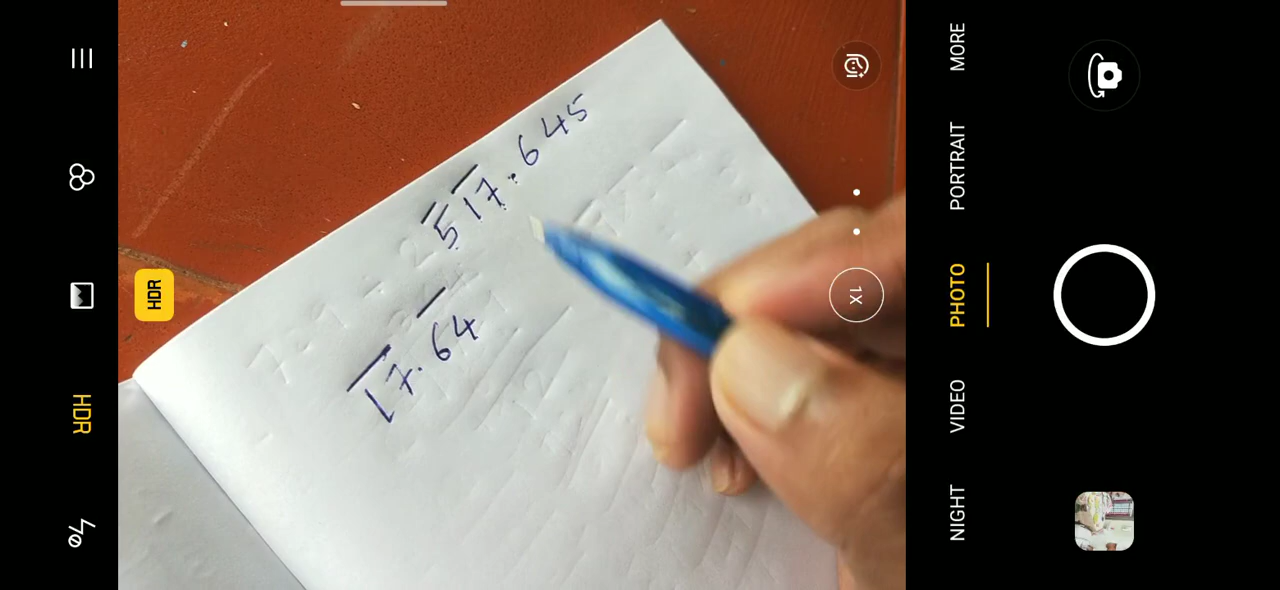 517.645
17.64
MORE
PORTRAIT
PHOTO
VIDEO
NIGHT
HDR
HDR
1X